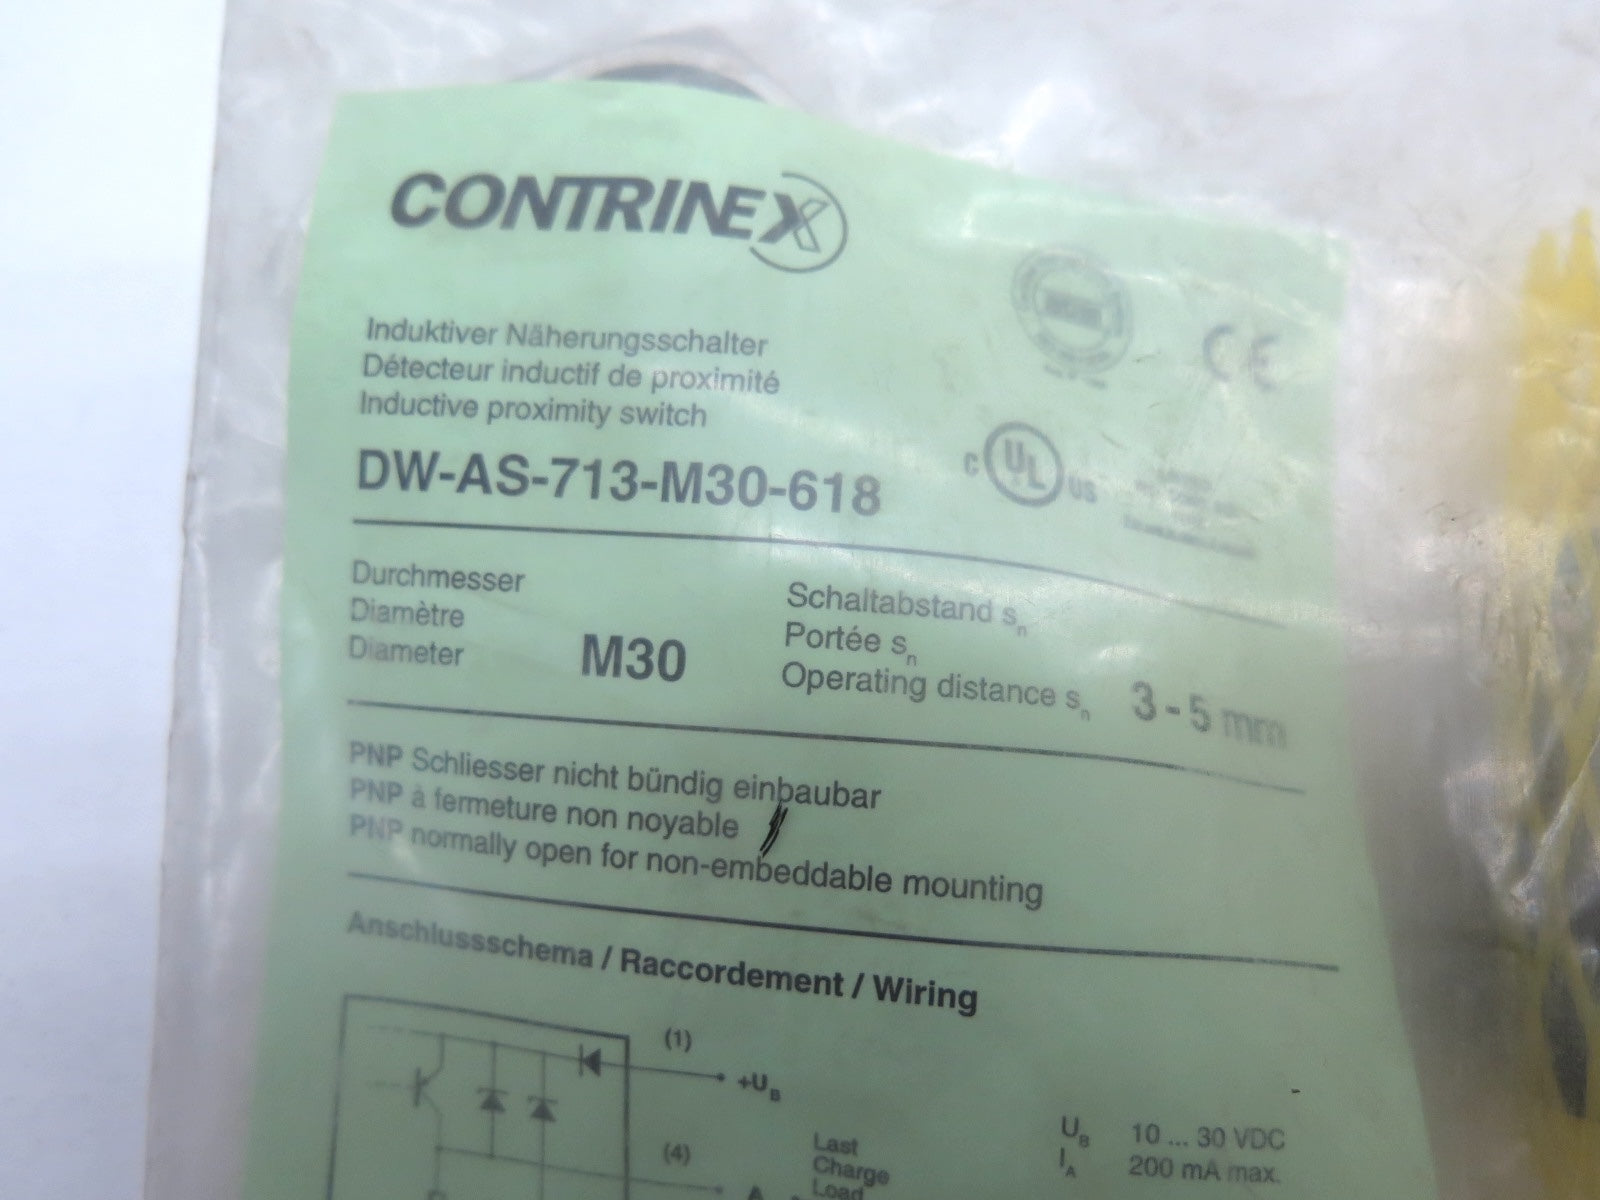 CONTRINEX
Induktiver Näherungsschalter
Détecteur inductif de proximité
Inductive proximity switch
DW-AS-713-M30-618
CE
C UL US
Durchmesser
Diamètre
Diameter
M30
Schaltabstand sn
Portée sn
Operating distance sn
3 - 5 mm
PNP Schliesser nicht bündig einbaubar
PNP à fermeture non noyable
PNP normally open for non-embeddable mounting
Anschlussschema / Raccordement / Wiring
(1)
+UB
(4)
A
Last
Charge
Load
UB 10 ... 30 VDC
IA 200 mA max.